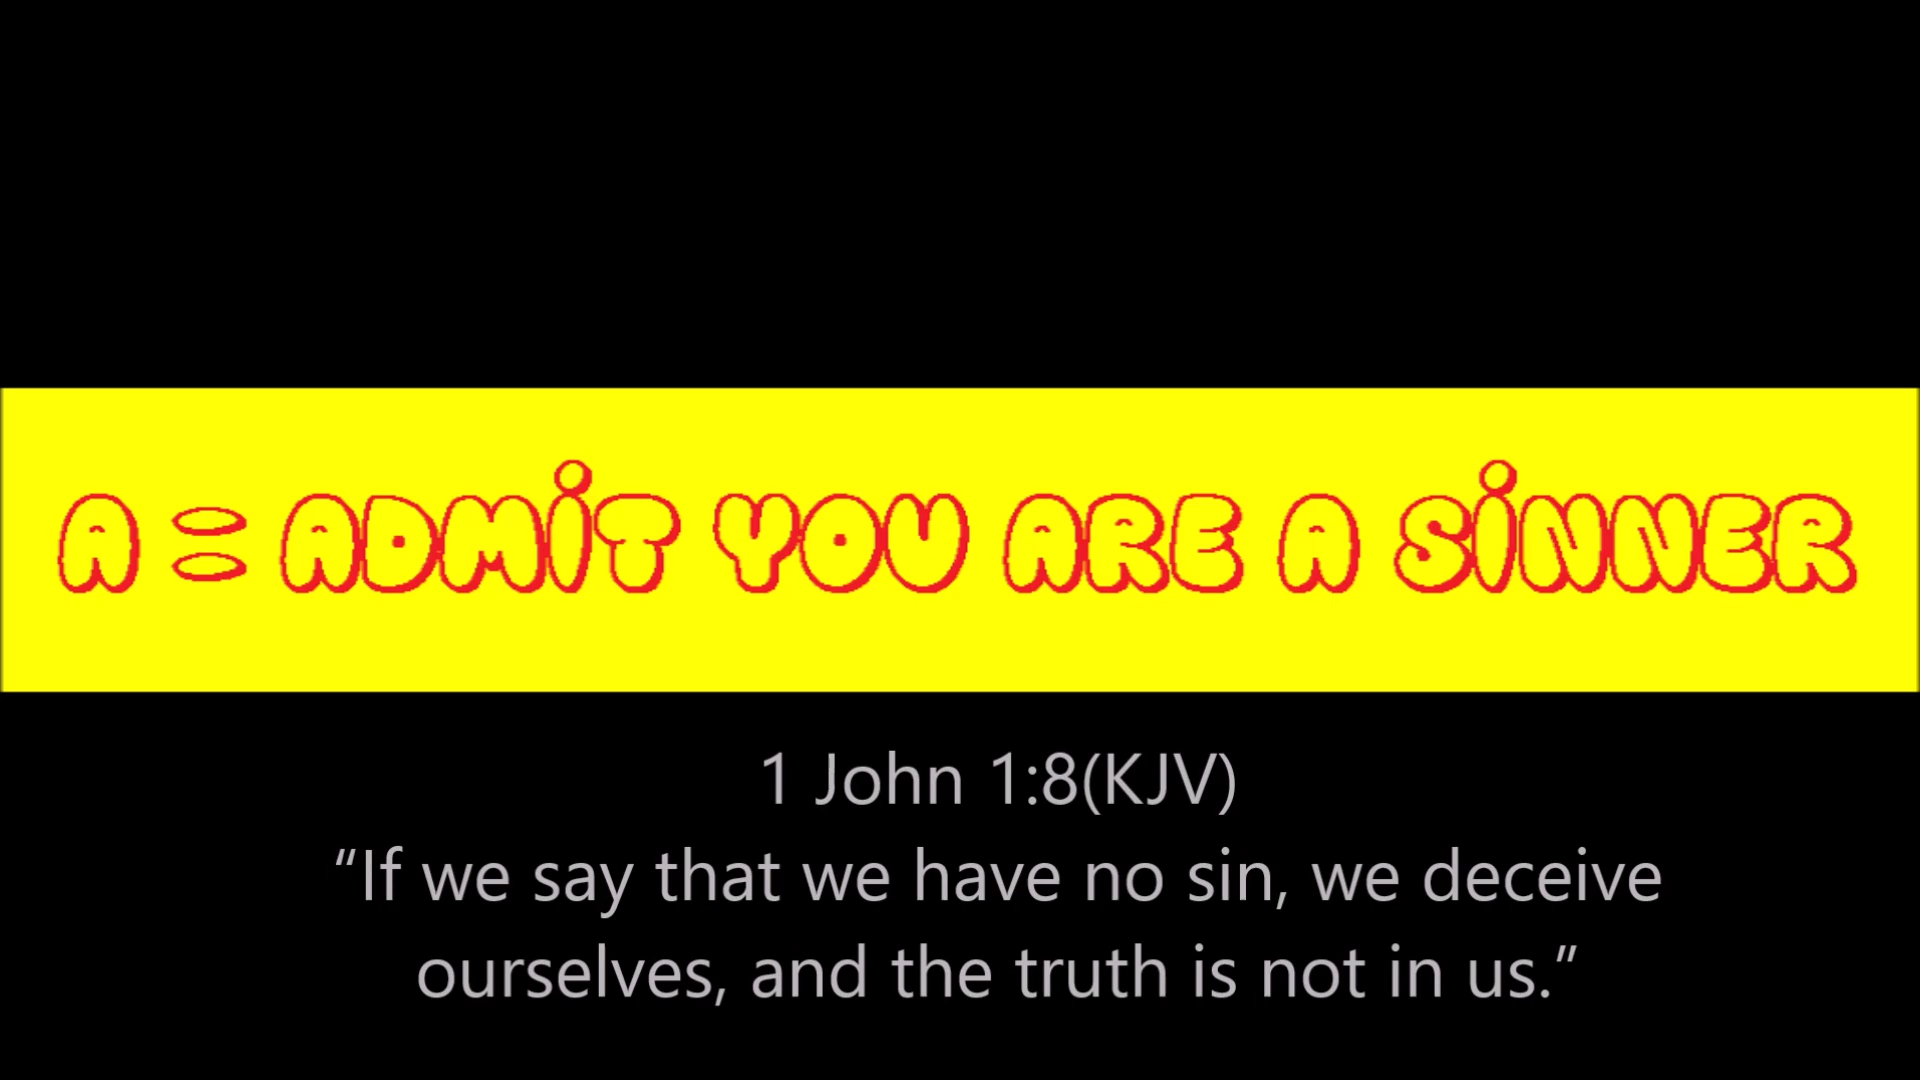 A = ADMiT YOU ARE A SiNNER
1 John 1:8(KJV)
“If we say that we have no sin, we deceive
ourselves, and the truth is not in us.”